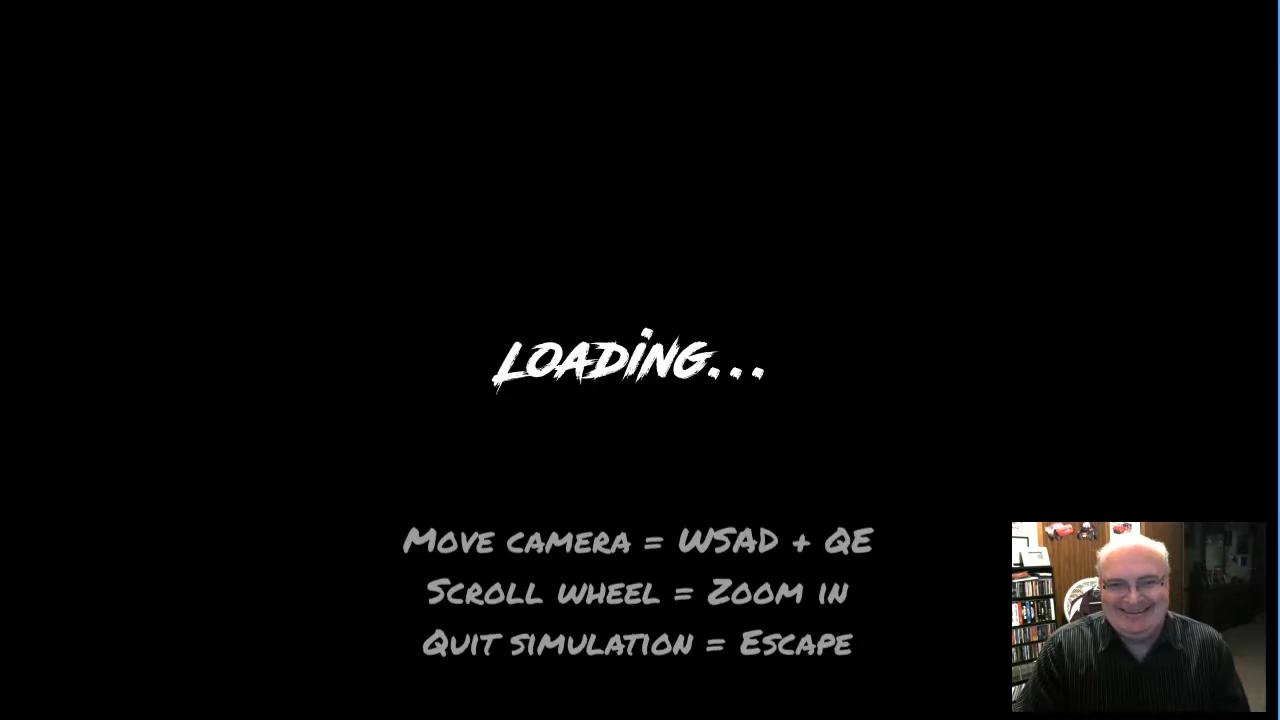 Loading...
Move camera = WSAD + QE
Scroll wheel = Zoom in
Quit simulation = Escape